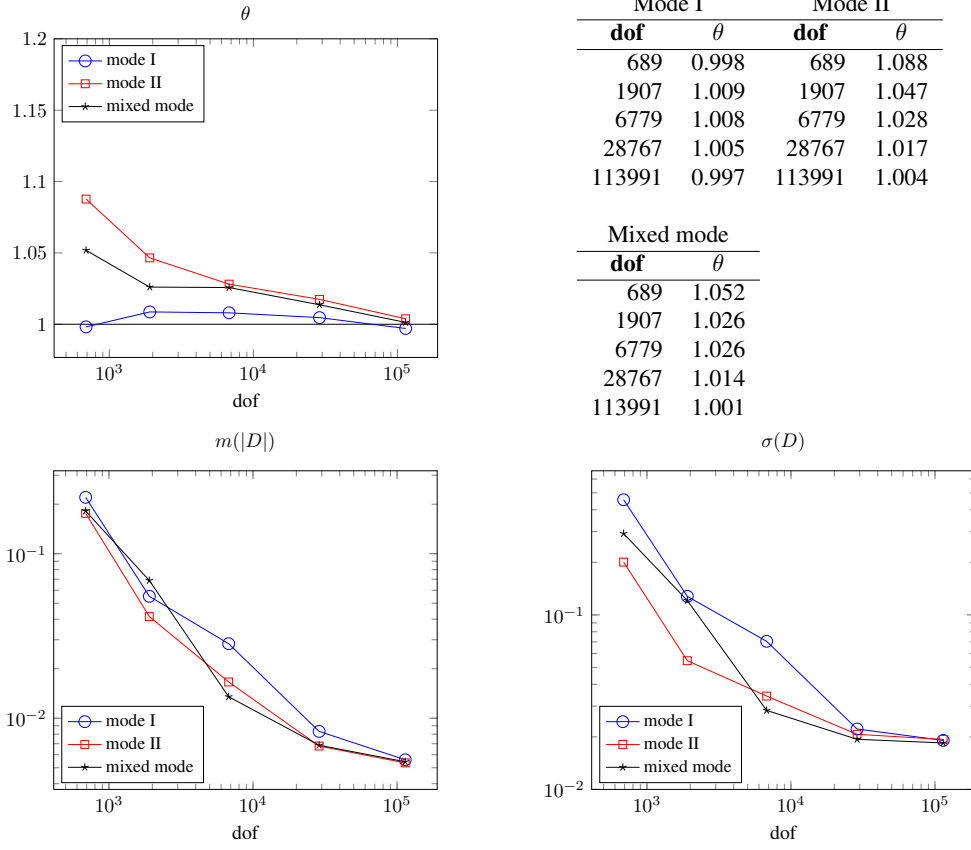 θ
1.2
1.15
1.1
1.05
1
mode I
mode II
mixed mode
10^3 10^4 10^5
dof
Mode I Mode II
dof θ dof θ
689 0.998 689 1.088
1907 1.009 1907 1.047
6779 1.008 6779 1.028
28767 1.005 28767 1.017
113991 0.997 113991 1.004
Mixed mode
dof θ
689 1.052
1907 1.026
6779 1.026
28767 1.014
113991 1.001
m(|D|)
10^-1
10^-2
mode I
mode II
mixed mode
10^3 10^4 10^5
dof
σ(D)
10^-1
10^-2
mode I
mode II
mixed mode
10^3 10^4 10^5
dof